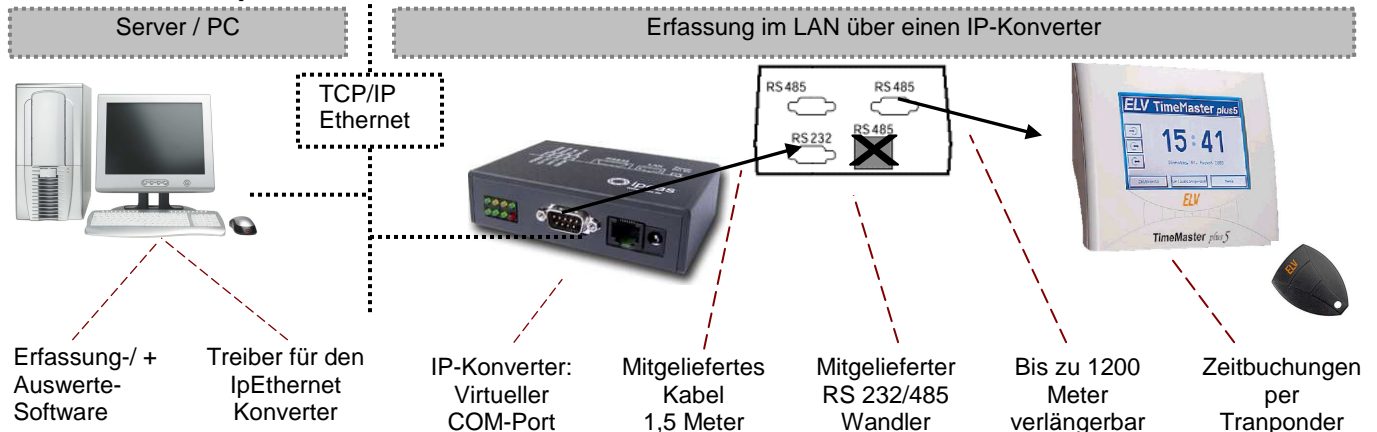 Server / PC
Erfassung im LAN über einen IP-Konverter
TCP/IP
Ethernet
RS 485
RS 485
RS 232
RS 485
ELV TimeMaster plus5
15:41
ELV
TimeMaster plus 5
ELV
Erfassung-/ +
Auswerte-
Software
Treiber für den
IpEthernet
Konverter
IP-Konverter:
Virtueller
COM-Port
Mitgeliefertes
Kabel
1,5 Meter
Mitgelieferter
RS 232/485
Wandler
Bis zu 1200
Meter
verlängerbar
Zeitbuchungen
per
Tranponder